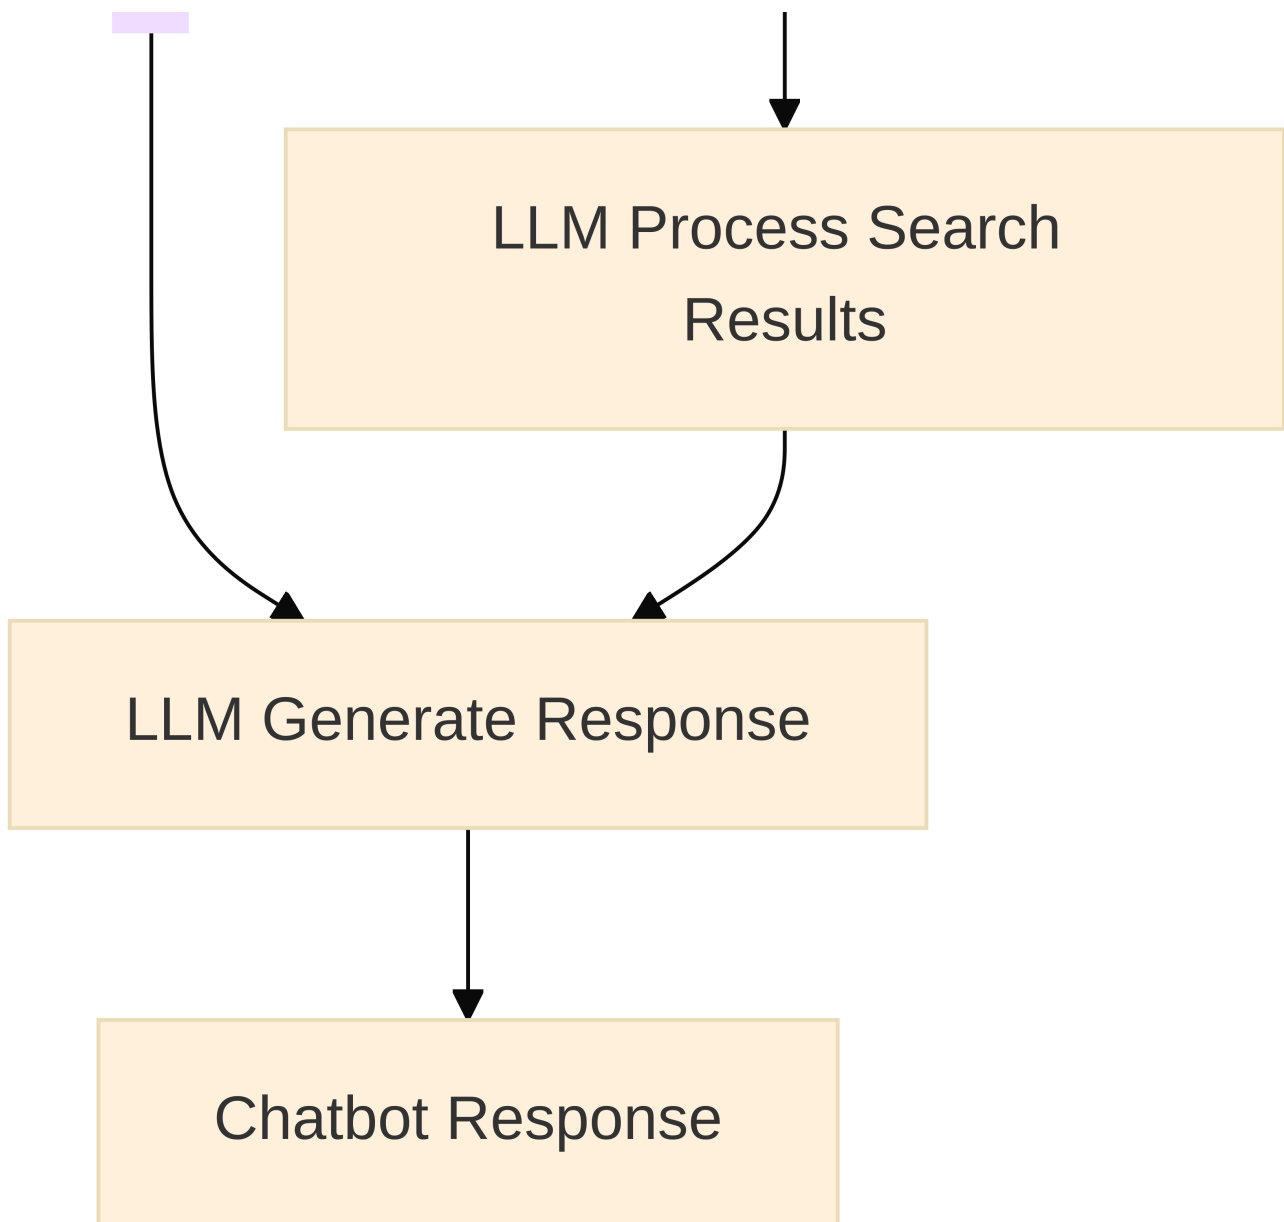 LLM Process Search
Results
LLM Generate Response
Chatbot Response